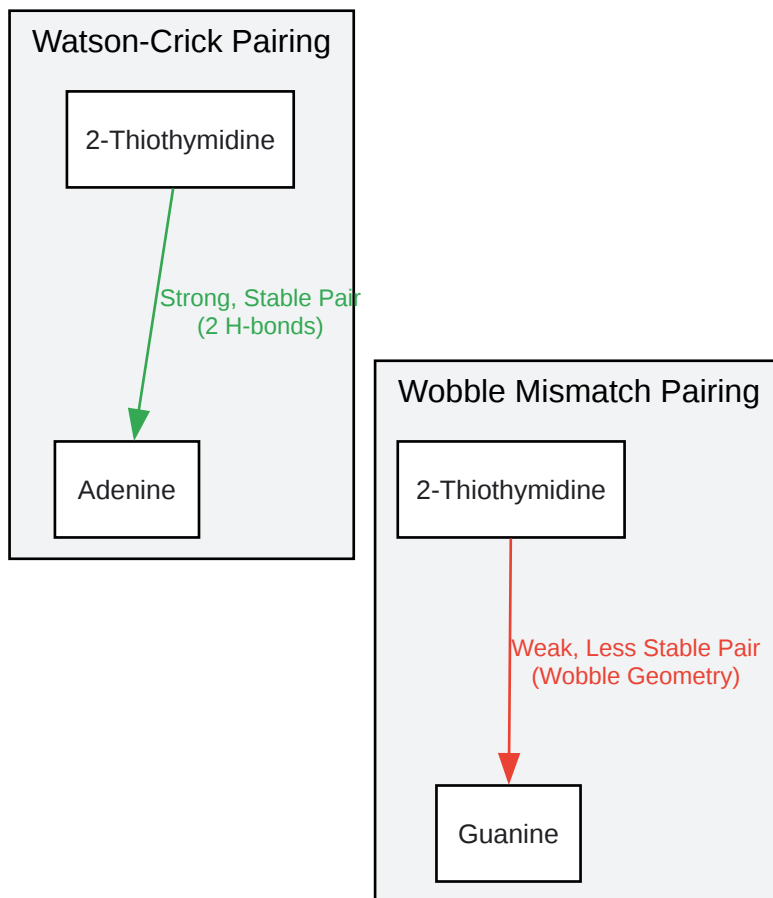 Watson-Crick Pairing
2-Thiothymidine
Strong, Stable Pair
(2 H-bonds)
Adenine
Wobble Mismatch Pairing
2-Thiothymidine
Weak, Less Stable Pair
(Wobble Geometry)
Guanine